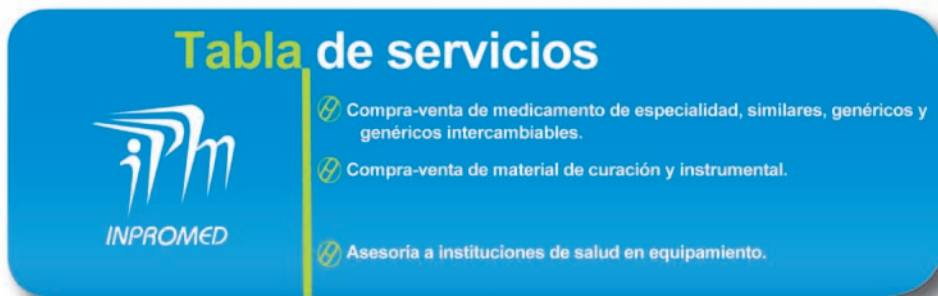 Tabla de servicios
Compra-venta de medicamento de especialidad, similares, genéricos y
genéricos intercambiables.
Compra-venta de material de curación y instrumental.
ipm
INPROMED
Asesoría a instituciones de salud en equipamiento.